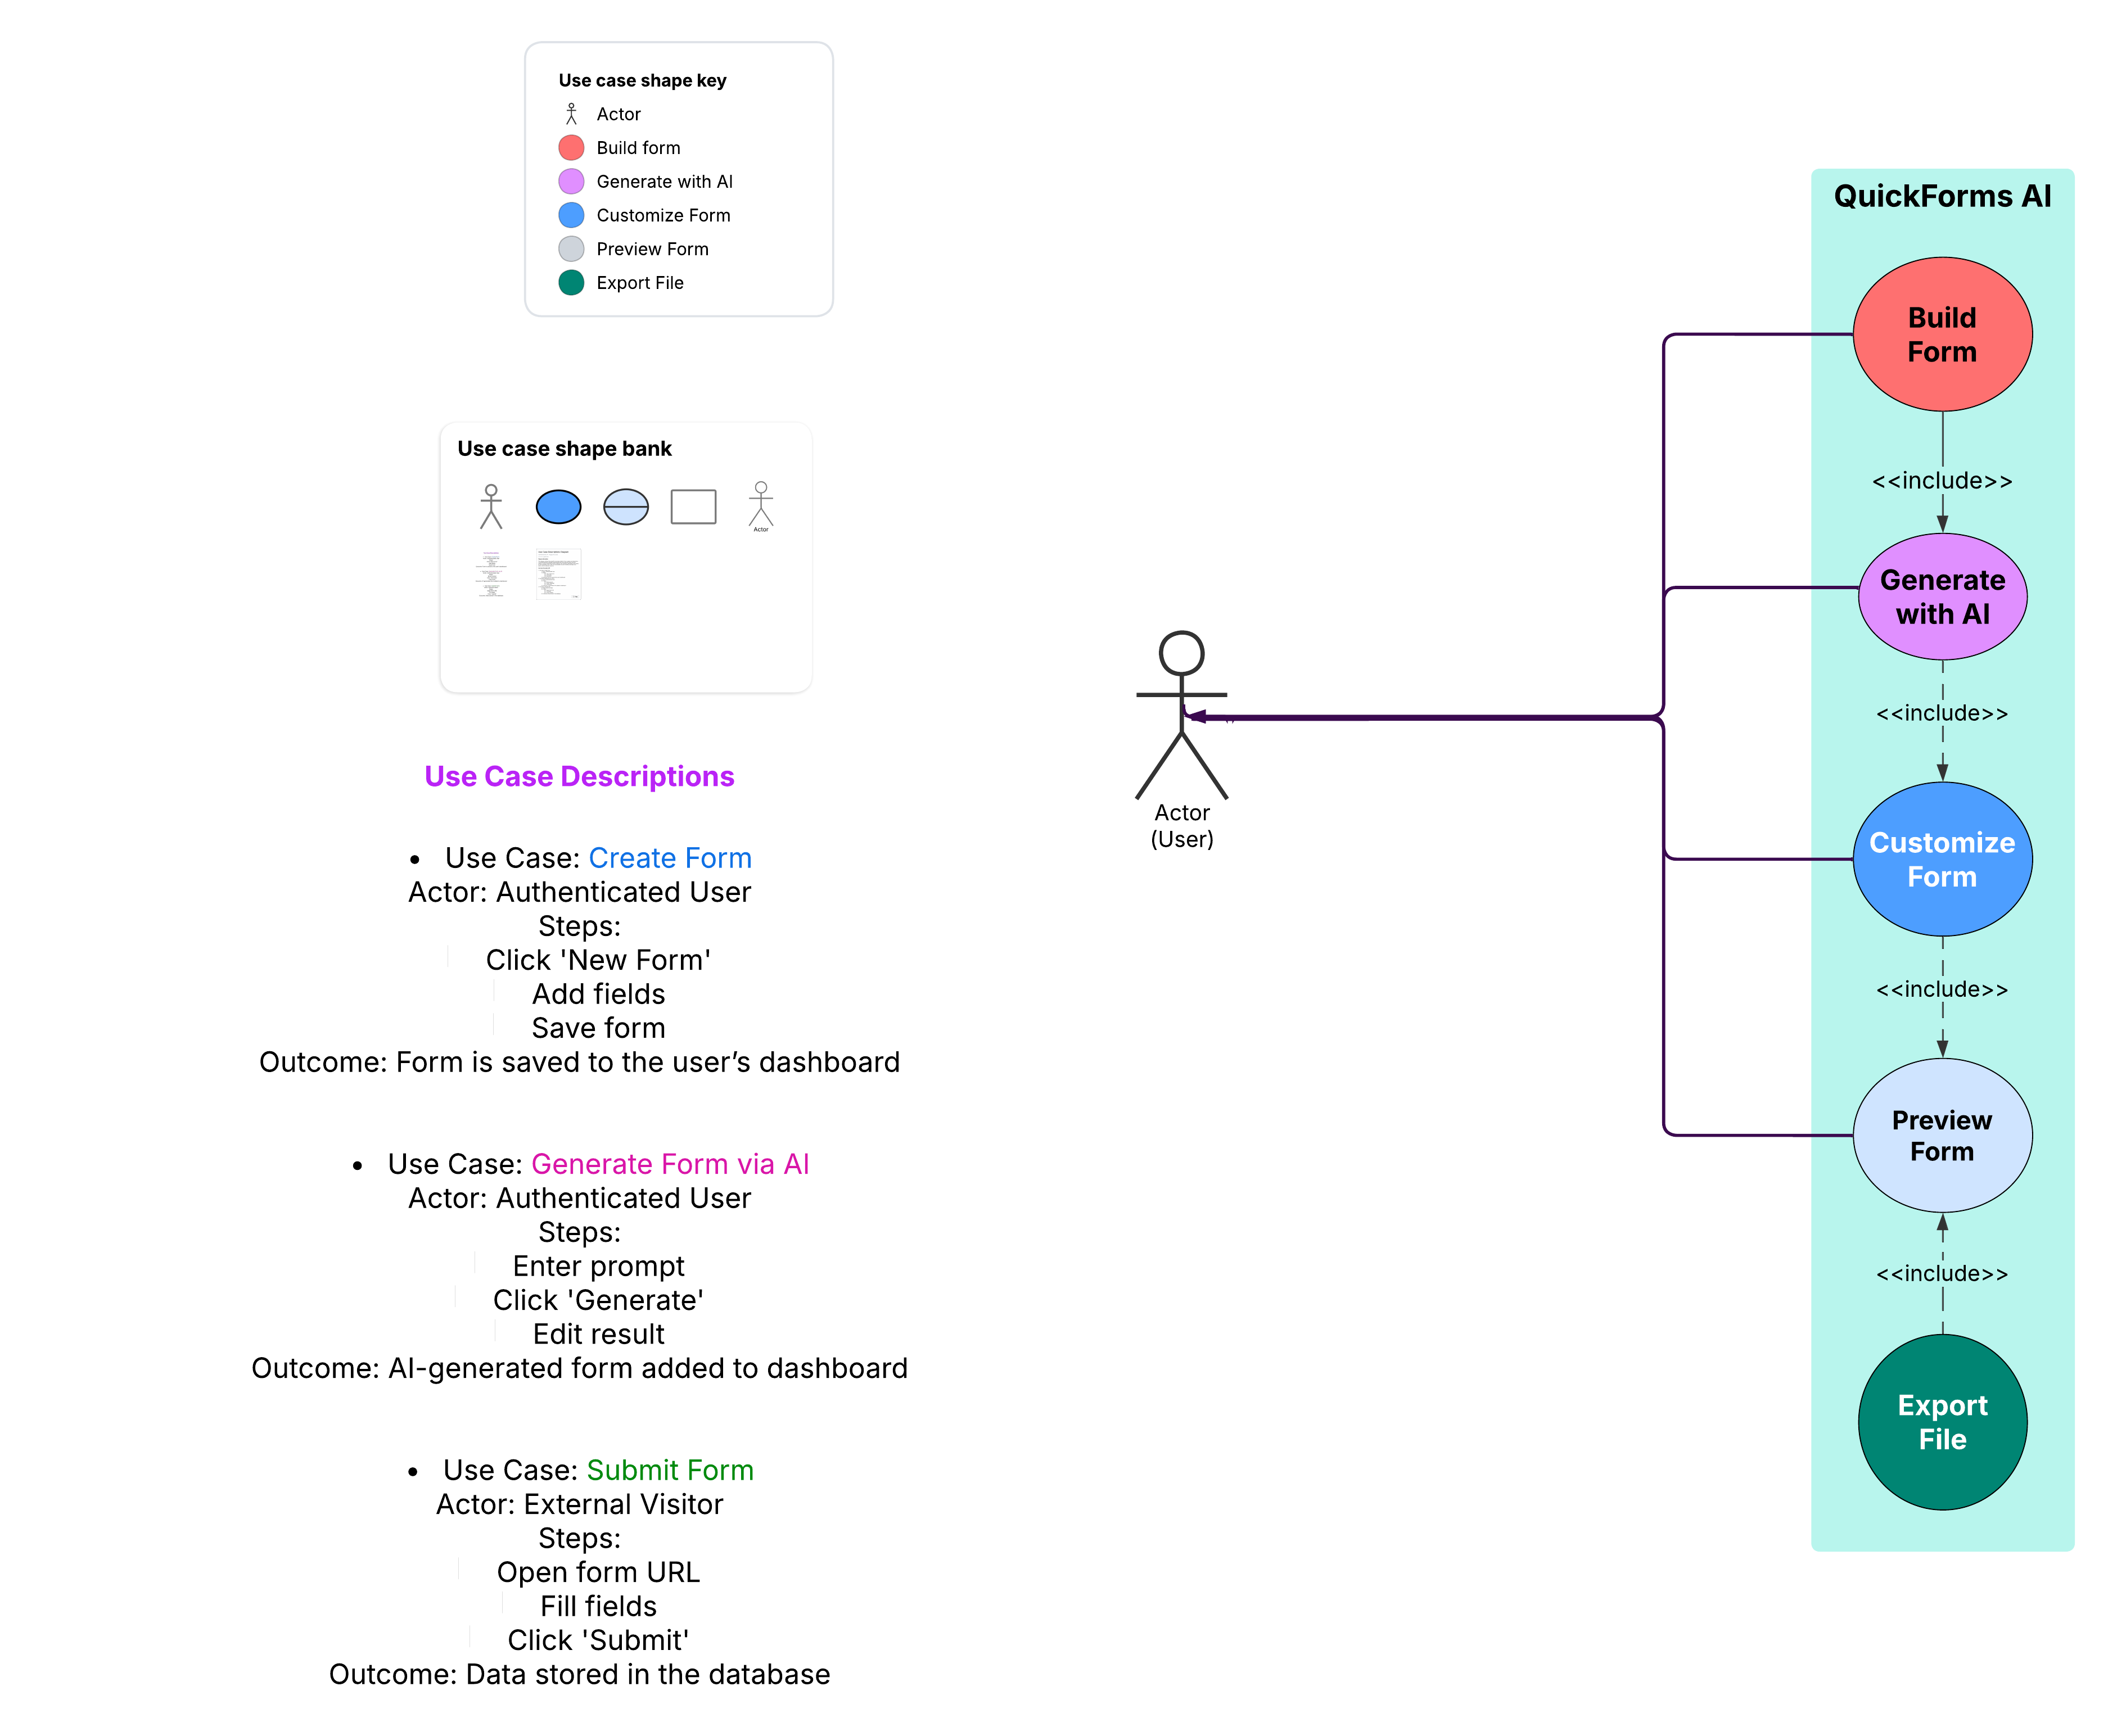 Use case shape key
Actor
Build form
Generate with AI
Customize Form
Preview Form
Export File
Use case shape bank
Actor
Use Case Descriptions
• Use Case: Create Form
Actor: Authenticated User
Steps:
Click 'New Form'
Add fields
Save form
Outcome: Form is saved to the user’s dashboard
• Use Case: Generate Form via AI
Actor: Authenticated User
Steps:
Enter prompt
Click 'Generate'
Edit result
Outcome: AI-generated form added to dashboard
• Use Case: Submit Form
Actor: External Visitor
Steps:
Open form URL
Fill fields
Click 'Submit'
Outcome: Data stored in the database
Actor
(User)
QuickForms AI
Build
Form
<<include>>
Generate
with AI
<<include>>
Customize
Form
<<include>>
Preview
Form
<<include>>
Export
File